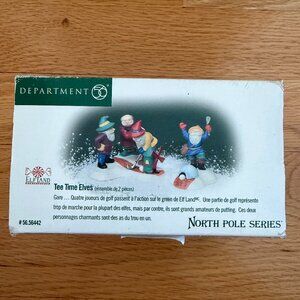 DEPARTMENT 56
ELFLAND
Tee Time Elves (ensemble de 2 pièces)
Gare ... Quatre joueurs de golf passent à l'action sur le green de Elf Land. Une partie de golf représente
trop de marche pour la plupart des elfes, mais par contre, ils sont grands amateurs de putting. Ces deux
personnages charmants sont des as du trou en un.
# 56.56442
NORTH POLE SERIES